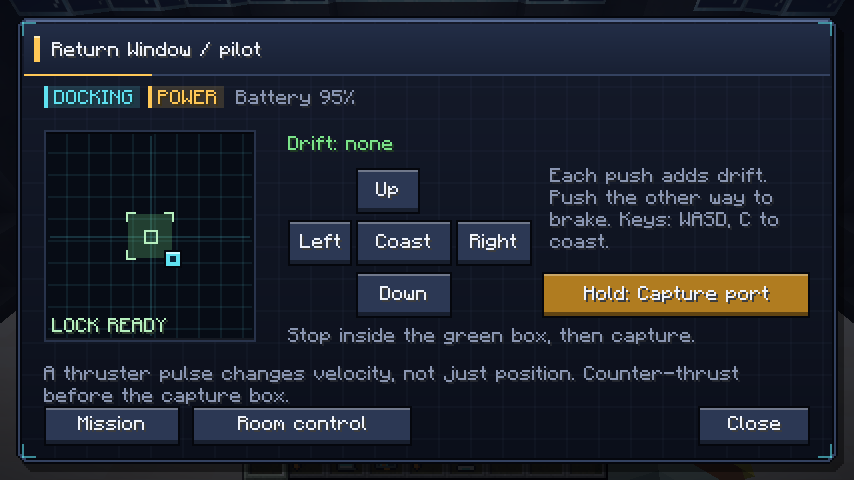 Return Window / pilot
DOCKING POWER Battery 95%
Drift: none
Up
Left Coast Right
Down
Each push adds drift.
Push the other way to
brake. Keys: WASD, C to
coast.
Hold: Capture port
LOCK READY
Stop inside the green box, then capture.
A thruster pulse changes velocity, not just position. Counter-thrust
before the capture box.
Mission Room control Close